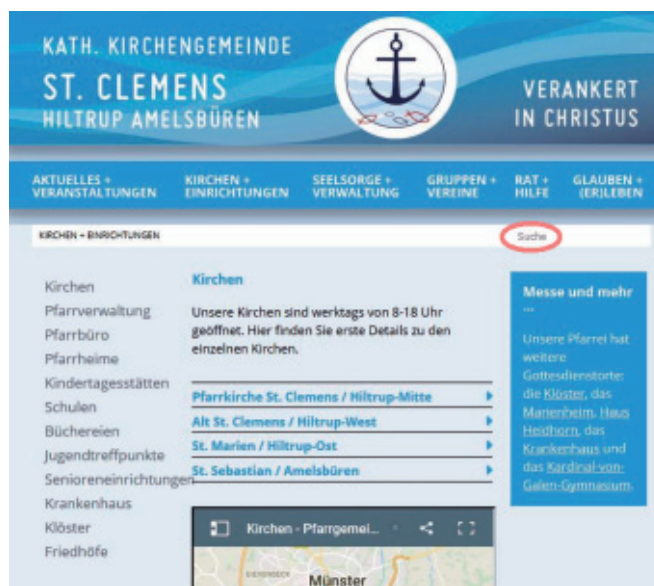 KATH. KIRCHENGEMEINDE
ST. CLEMENS
HILTRUP AMELSBÜREN
VERANKERT
IN CHRISTUS
AKTUELLES +
VERANSTALTUNGEN
KIRCHEN +
EINRICHTUNGEN
SEELSORGE +
VERWALTUNG
GRUPPEN +
VEREINE
RAT +
HILFE
GLAUBEN +
(ER)LEBEN
KIRCHEN + EINRICHTUNGEN
Suche
Kirchen
Pfarrverwaltung
Pfarrbüro
Pfarrheime
Kindertagesstätten
Schulen
Büchereien
Jugendtreffpunkte
Senioreneinrichtungen
Krankenhaus
Klöster
Friedhöfe
Kirchen
Unsere Kirchen sind werktags von 8-18 Uhr
geöffnet. Hier finden Sie erste Details zu den
einzelnen Kirchen.
Pfarrkirche St. Clemens / Hiltrup-Mitte
Alt St. Clemens / Hiltrup-West
St. Marien / Hiltrup-Ost
St. Sebastian / Amelsbüren
Kirchen - Pfarrgemei...
GIEVENBECK
Münster
Messe und mehr
...
Unsere Pfarrei hat
weitere
Gottesdienstorte:
die Klöster, das
Marienheim, Haus
Heidhorn, das
Krankenhaus und
das Kardinal-von-
Galen-Gymnasium.